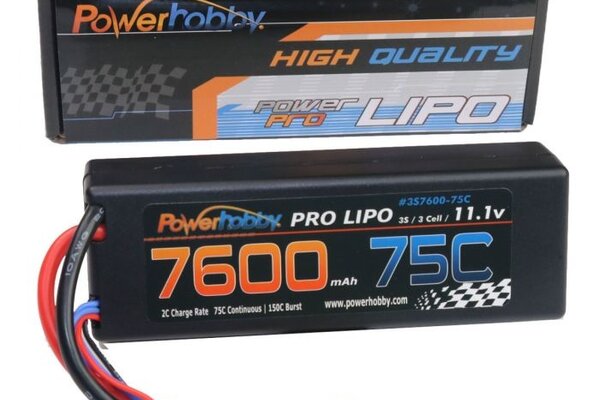 Powerhobby
HIGH QUALITY
POWER PRO LIPO
#3S7600-75C
Powerhobby PRO LIPO 3S / 3 Cell / 11.1v
7600 mAh 75C
2C Charge Rate 75C Continuous | 150C Burst www.powerhobby.com
10AWG